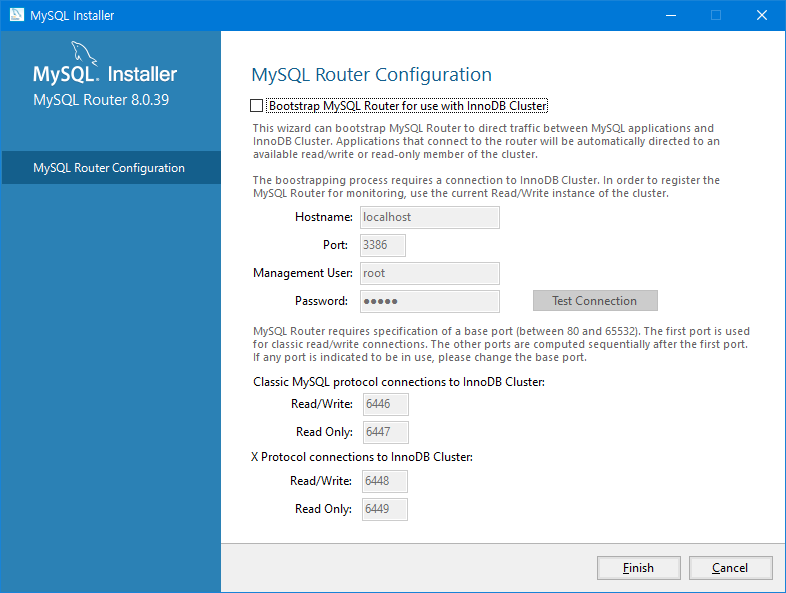 MySQL Installer
MySQL. Installer
MySQL Router 8.0.39
MySQL Router Configuration
MySQL Router Configuration
Bootstrap MySQL Router for use with InnoDB Cluster
This wizard can bootstrap MySQL Router to direct traffic between MySQL applications and
InnoDB Cluster. Applications that connect to the router will be automatically directed to an
available read/write or read-only member of the cluster.
The boostrapping process requires a connection to InnoDB Cluster. In order to register the
MySQL Router for monitoring, use the current Read/Write instance of the cluster.
Hostname: localhost
Port: 3386
Management User: root
Password: ●●●●●
Test Connection
MySQL Router requires specification of a base port (between 80 and 65532). The first port is used
for classic read/write connections. The other ports are computed sequentially after the first port.
If any port is indicated to be in use, please change the base port.
Classic MySQL protocol connections to InnoDB Cluster:
Read/Write: 6446
Read Only: 6447
X Protocol connections to InnoDB Cluster:
Read/Write: 6448
Read Only: 6449
Finish
Cancel